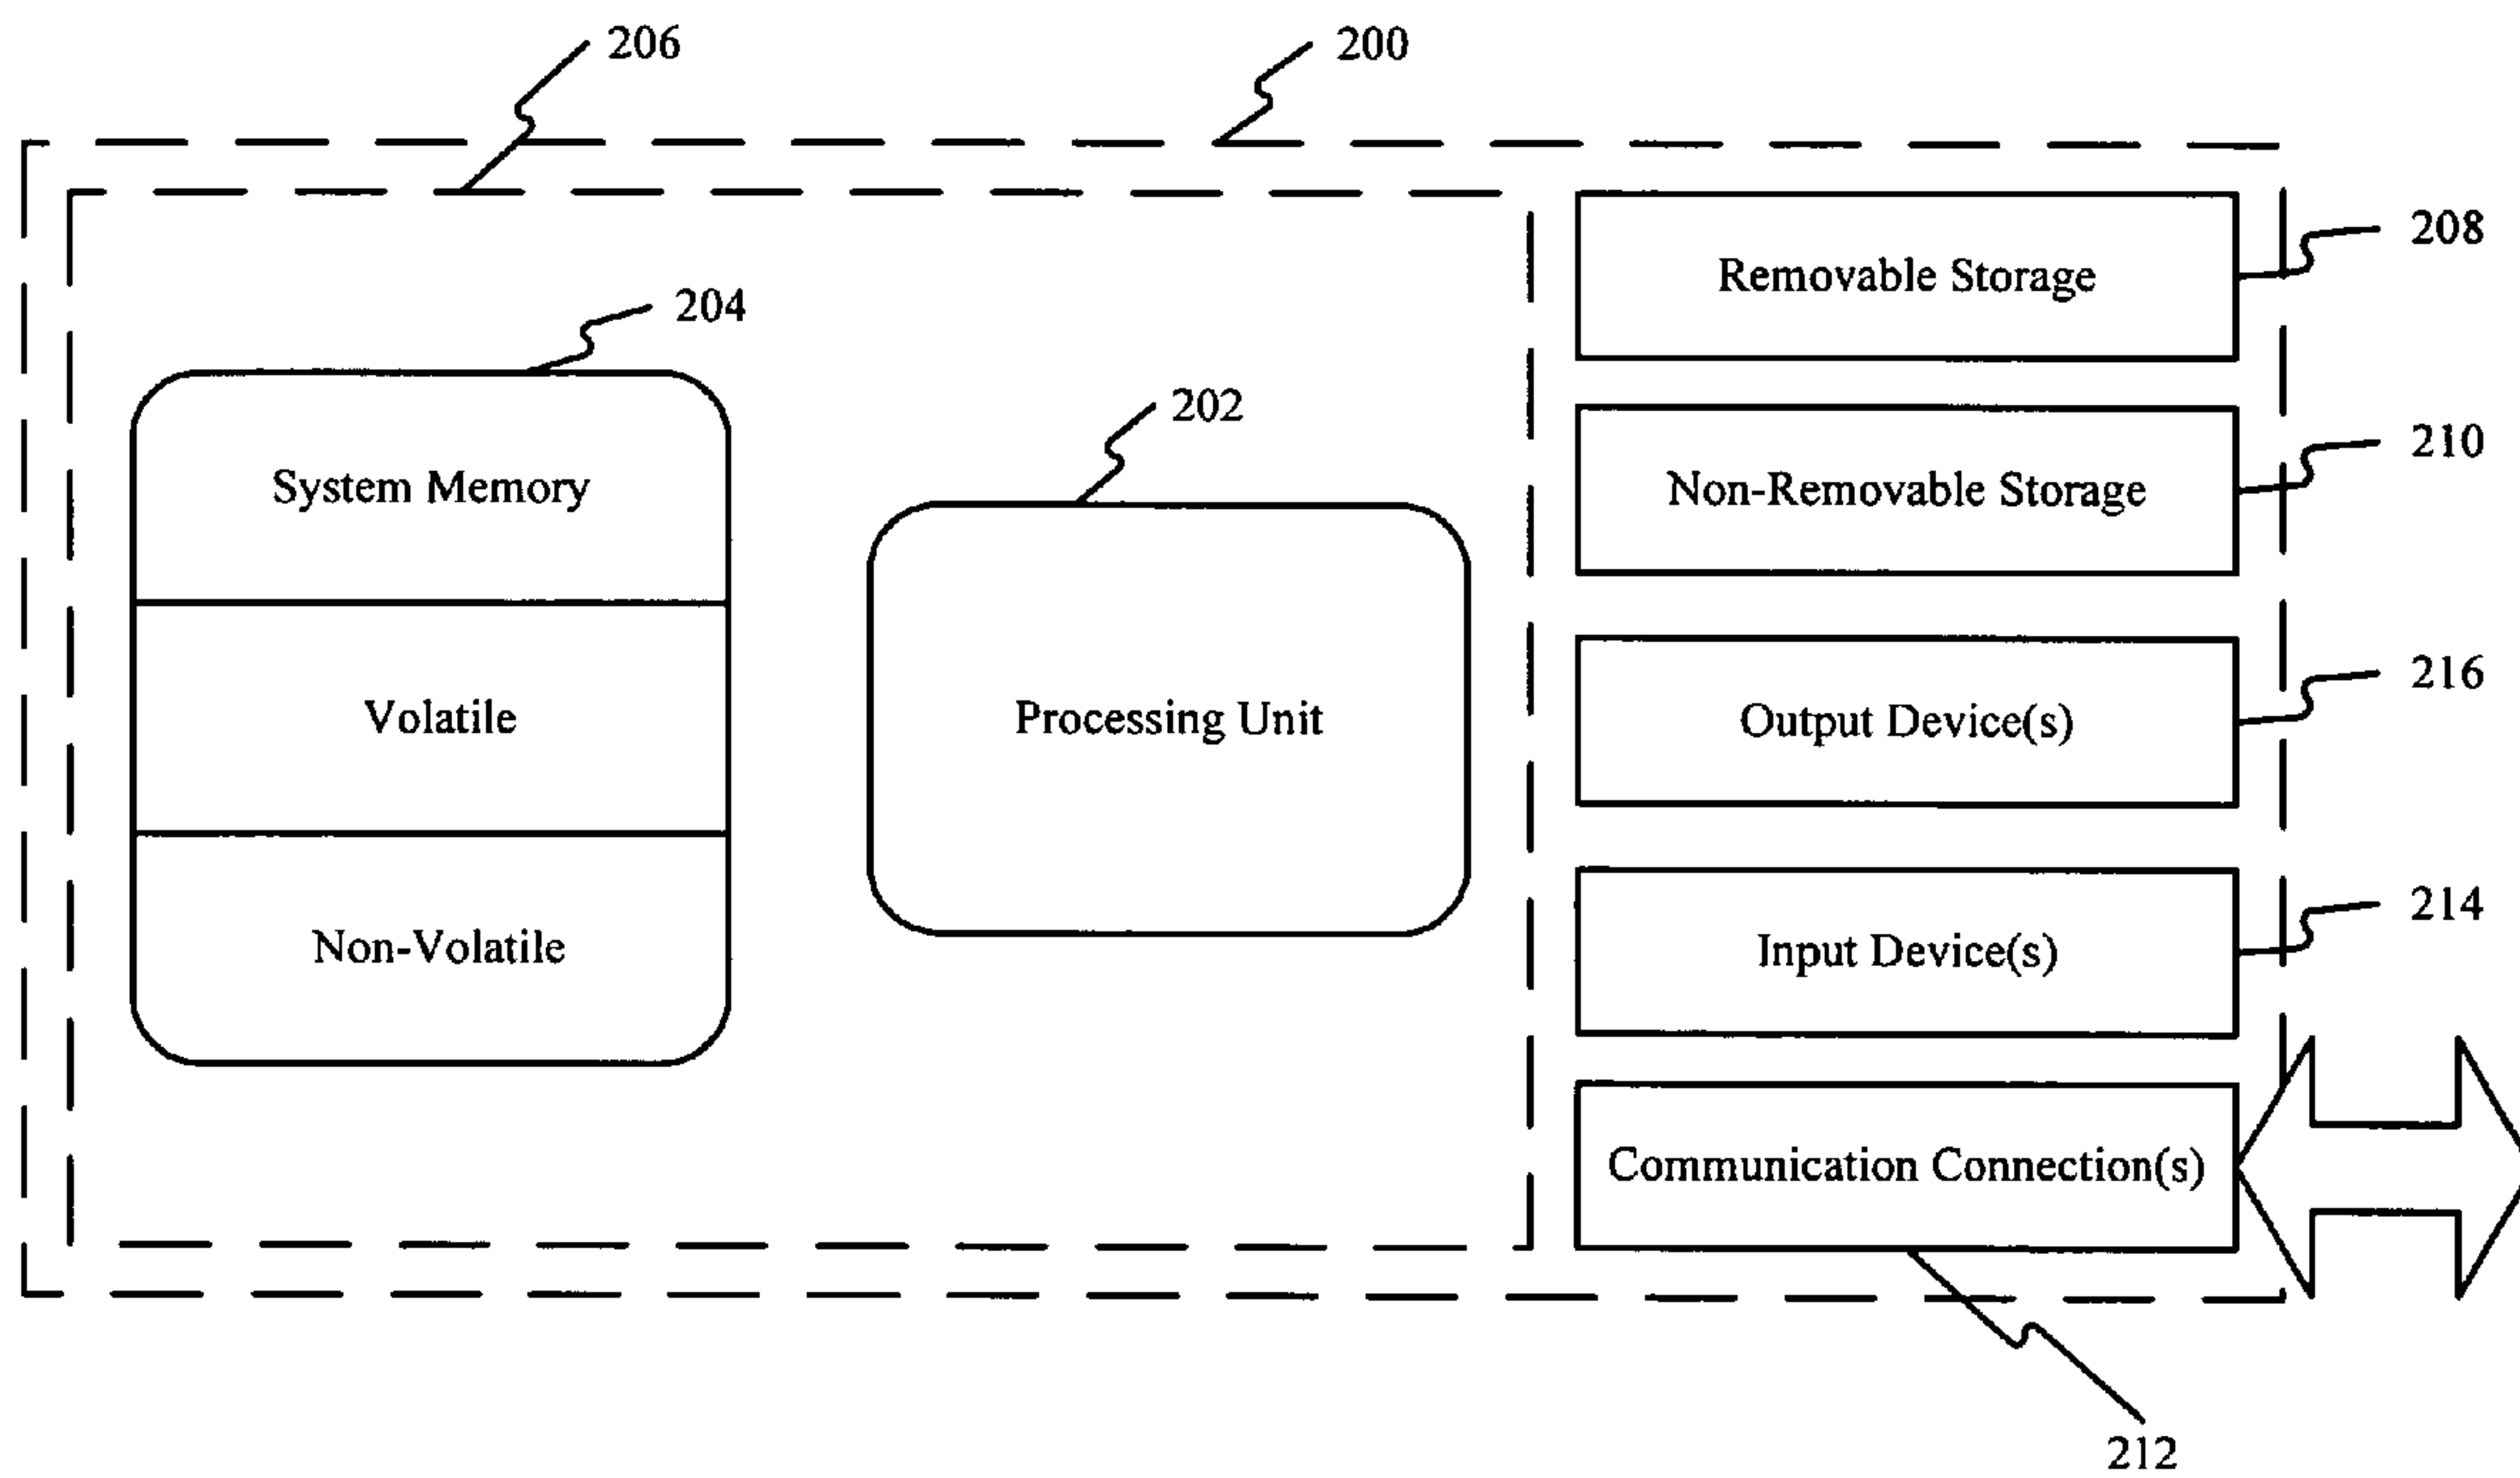 206
200
Removable Storage
208
204
System Memory
Volatile
Non-Volatile
202
Processing Unit
Non-Removable Storage
210
Output Device(s)
216
Input Device(s)
214
Communication Connection(s)
212